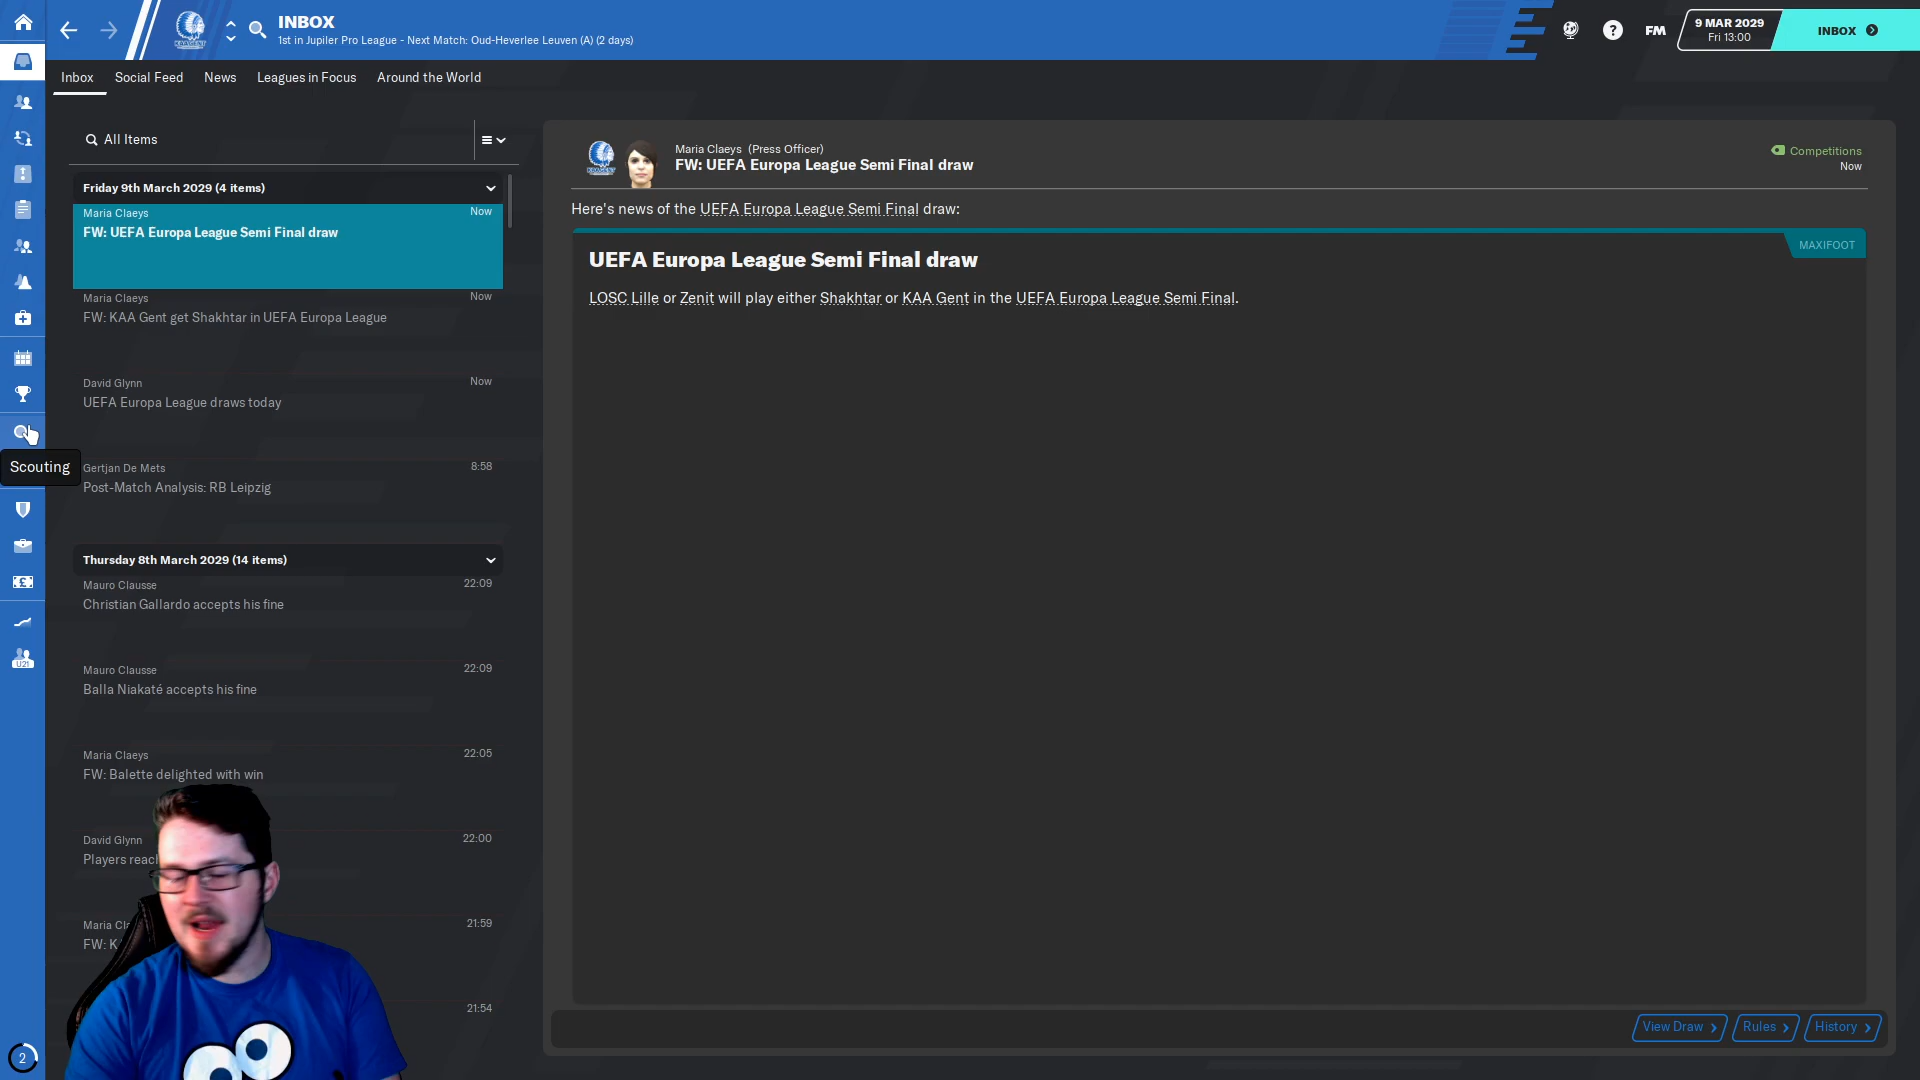 INBOX
1st in Jupiler Pro League - Next Match: Oud-Heverlee Leuven (A) (2 days)
FM
9 MAR 2029
Fri 13:00
INBOX
Inbox
Social Feed
News
Leagues in Focus
Around the World
All Items
Friday 9th March 2029 (4 items)
Maria Claeys
Now
FW: UEFA Europa League Semi Final draw
Maria Claeys
Now
FW: KAA Gent get Shakhtar in UEFA Europa League
David Glynn
Now
UEFA Europa League draws today
Scouting
Gertjan De Mets
8:58
Post-Match Analysis: RB Leipzig
Thursday 8th March 2029 (14 items)
Mauro Clausse
22:09
Christian Gallardo accepts his fine
Mauro Clausse
22:09
Balla Niakaté accepts his fine
Maria Claeys
22:05
FW: Balette delighted with win
David Glynn
22:00
Players
Maria
21:59
FW:
21:54
U21
2
Maria Claeys (Press Officer)
FW: UEFA Europa League Semi Final draw
Competitions
Now
Here's news of the UEFA Europa League Semi Final draw:
MAXIFOOT
UEFA Europa League Semi Final draw
LOSC Lille or Zenit will play either Shakhtar or KAA Gent in the UEFA Europa League Semi Final.
View Draw
Rules
History